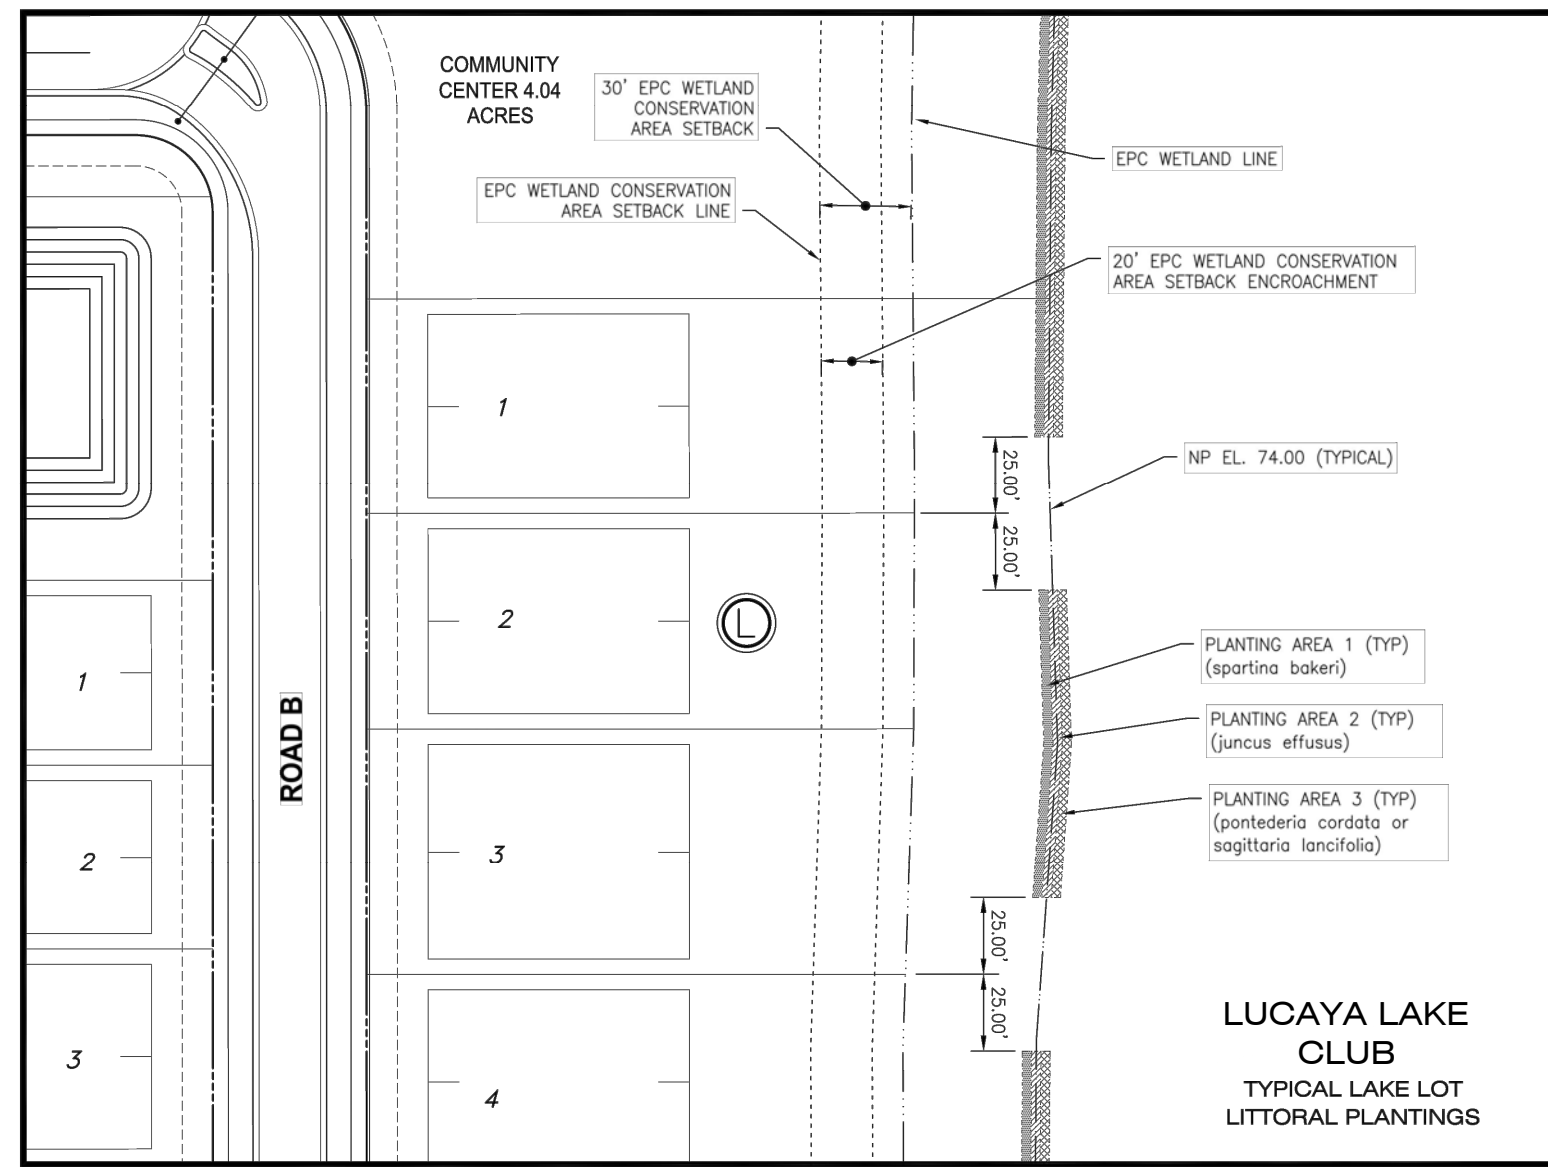 COMMUNITY
CENTER 4.04
ACRES
30' EPC WETLAND
CONSERVATION
AREA SETBACK
EPC WETLAND LINE
EPC WETLAND CONSERVATION
AREA SETBACK LINE
20' EPC WETLAND CONSERVATION
AREA SETBACK ENCROACHMENT
1
25.00'
NP EL. 74.00 (TYPICAL)
25.00'
2
L
PLANTING AREA 1 (TYP)
(spartina bakeri)
1
ROAD B
PLANTING AREA 2 (TYP)
(juncus effusus)
PLANTING AREA 3 (TYP)
(pontederia cordata or
sagittaria lancifolia)
3
2
25.00'
25.00'
3
4
LUCAYA LAKE
CLUB
TYPICAL LAKE LOT
LITTORAL PLANTINGS